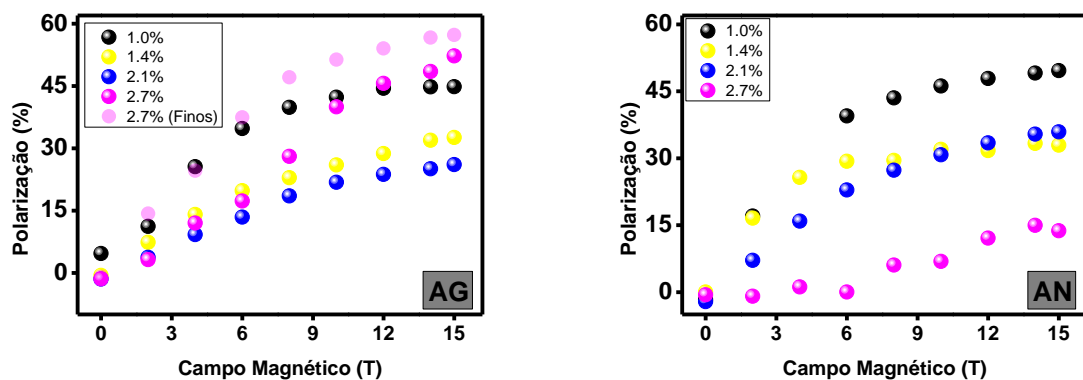 60
45
30
15
0
Polarização (%)
1.0%
1.4%
2.1%
2.7%
2.7% (Finos)
AG
0 3 6 9 12 15
Campo Magnético (T)
60
45
30
15
0
Polarização (%)
1.0%
1.4%
2.1%
2.7%
AN
0 3 6 9 12 15
Campo Magnético (T)